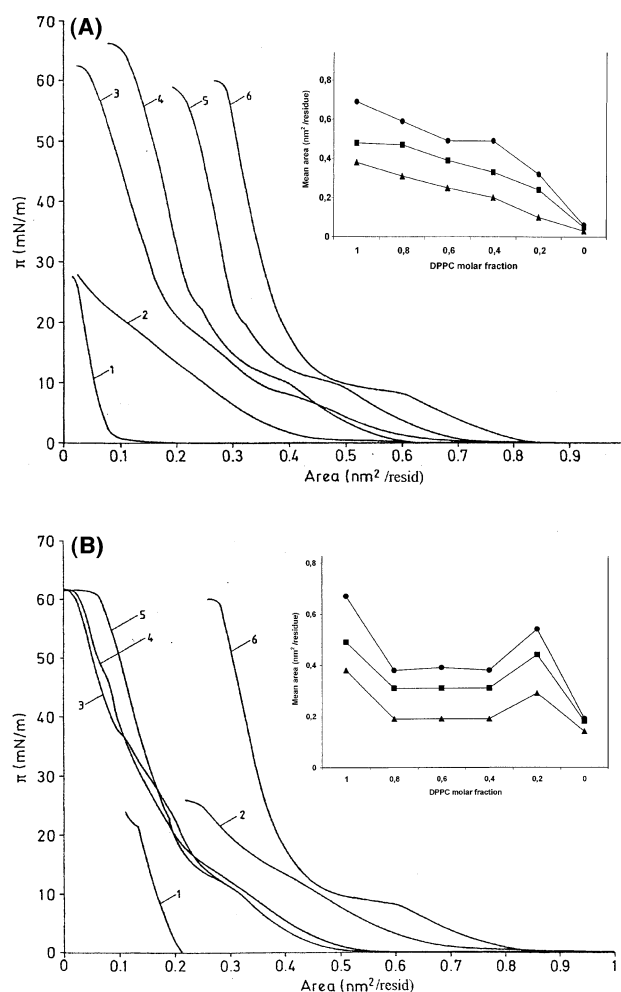 (A)
70
60
50
40
30
20
10
0
π (mN/m)
0 0.1 0.2 0.3 0.4 0.5 0.6 0.7 0.8 0.9
Area (nm² /resid)
1
2
3
4
5
6
0,8
0,6
0,4
0,2
0
Mean area (nm² /residue)
1 0,8 0,6 0,4 0,2 0
DPPC molar fraction
(B)
70
60
50
40
30
20
10
0
π (mN/m)
0 0.1 0.2 0.3 0.4 0.5 0.6 0.7 0.8 0.9 1
Area (nm²/resid)
1
2
3
4
5
6
0,8
0,6
0,4
0,2
0
Mean area (nm² /residue)
1 0,8 0,6 0,4 0,2 0
DPPC molar fraction